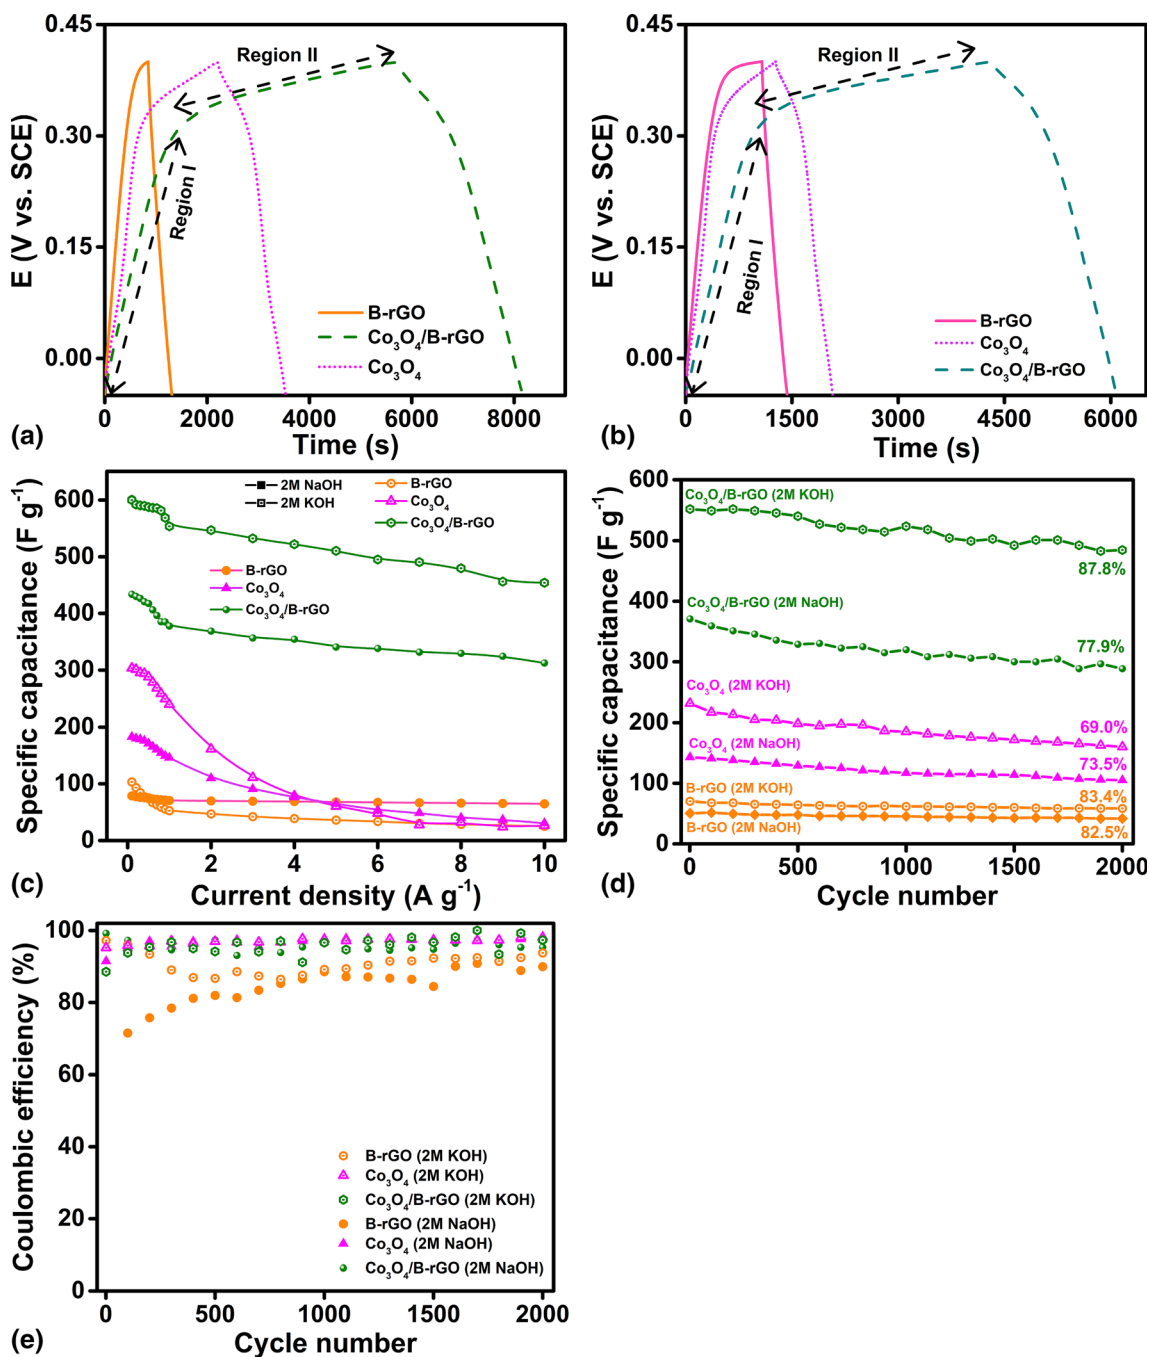 0.45
0.30
0.15
0.00
E (V vs. SCE)
Region II
Region I
B-rGO
Co₃O₄/B-rGO
Co₃O₄
0 2000 4000 6000 8000
Time (s)
(a)
0.45
0.30
0.15
0.00
E (V vs. SCE)
Region II
Region I
B-rGO
Co₃O₄
Co₃O₄/B-rGO
0 1500 3000 4500 6000
Time (s)
(b)
600
500
400
300
200
100
0
Specific capacitance (F g⁻¹)
2M NaOH
2M KOH
B-rGO
Co₃O₄
Co₃O₄/B-rGO
B-rGO
Co₃O₄
Co₃O₄/B-rGO
0 2 4 6 8 10
Current density (A g⁻¹)
(c)
600
500
400
300
200
100
0
Specific capacitance (F g⁻¹)
Co₃O₄/B-rGO (2M KOH)
87.8%
Co₃O₄/B-rGO (2M NaOH)
77.9%
Co₃O₄ (2M KOH)
69.0%
Co₃O₄ (2M NaOH)
73.5%
B-rGO (2M KOH)
83.4%
B-rGO (2M NaOH)
82.5%
0 500 1000 1500 2000
Cycle number
(d)
100
80
60
40
20
0
Coulombic efficiency (%)
B-rGO (2M KOH)
Co₃O₄ (2M KOH)
Co₃O₄/B-rGO (2M KOH)
B-rGO (2M NaOH)
Co₃O₄ (2M NaOH)
Co₃O₄/B-rGO (2M NaOH)
0 500 1000 1500 2000
Cycle number
(e)